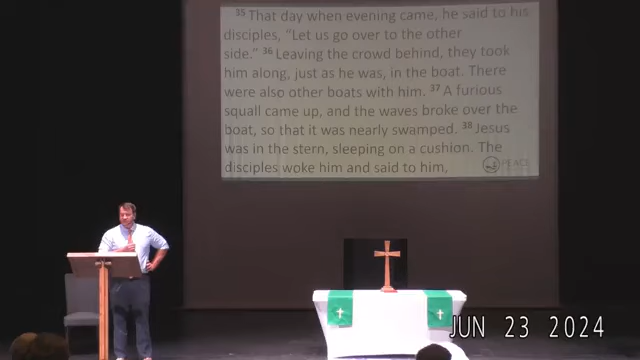 35 That day when evening came, he said to his
disciples, “Let us go over to the other
side.” 36 Leaving the crowd behind, they took
him along, just as he was, in the boat. There
were also other boats with him. 37 A furious
squall came up, and the waves broke over the
boat, so that it was nearly swamped. 38 Jesus
was in the stern, sleeping on a cushion. The
disciples woke him and said to him,
PEACE
JUN 23 2024